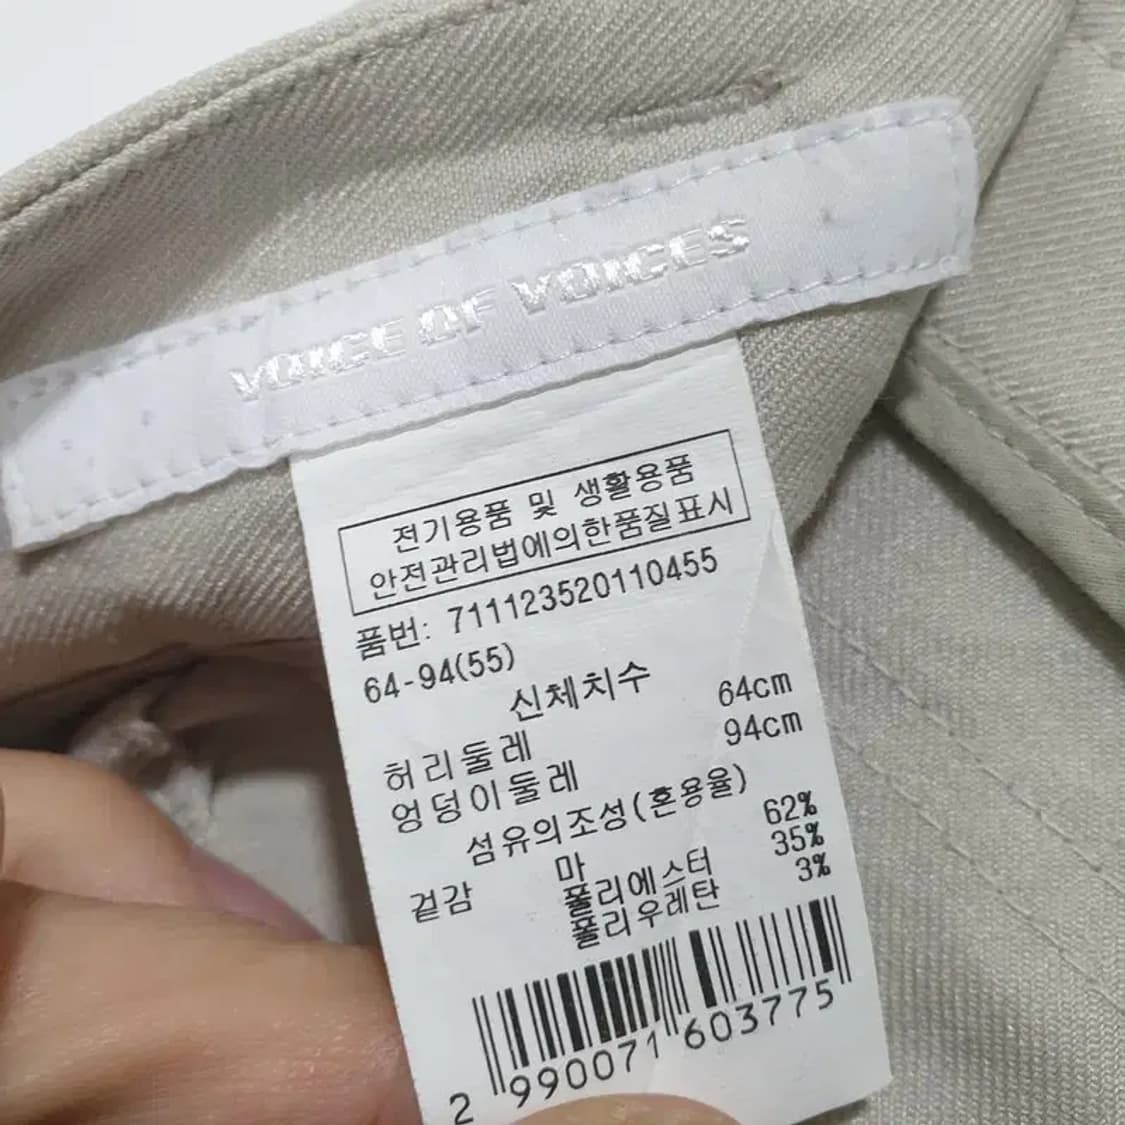 VOICE OF VOICES
전기용품 및 생활용품
안전관리법에의한품질표시
품번: 711123520110455
64-94(55)
신체치수
허리둘레 64cm
엉덩이둘레 94cm
섬유의조성(혼용율)
마 62%
겉감 폴리에스터 35%
폴리우레탄 3%
2 990071 603775